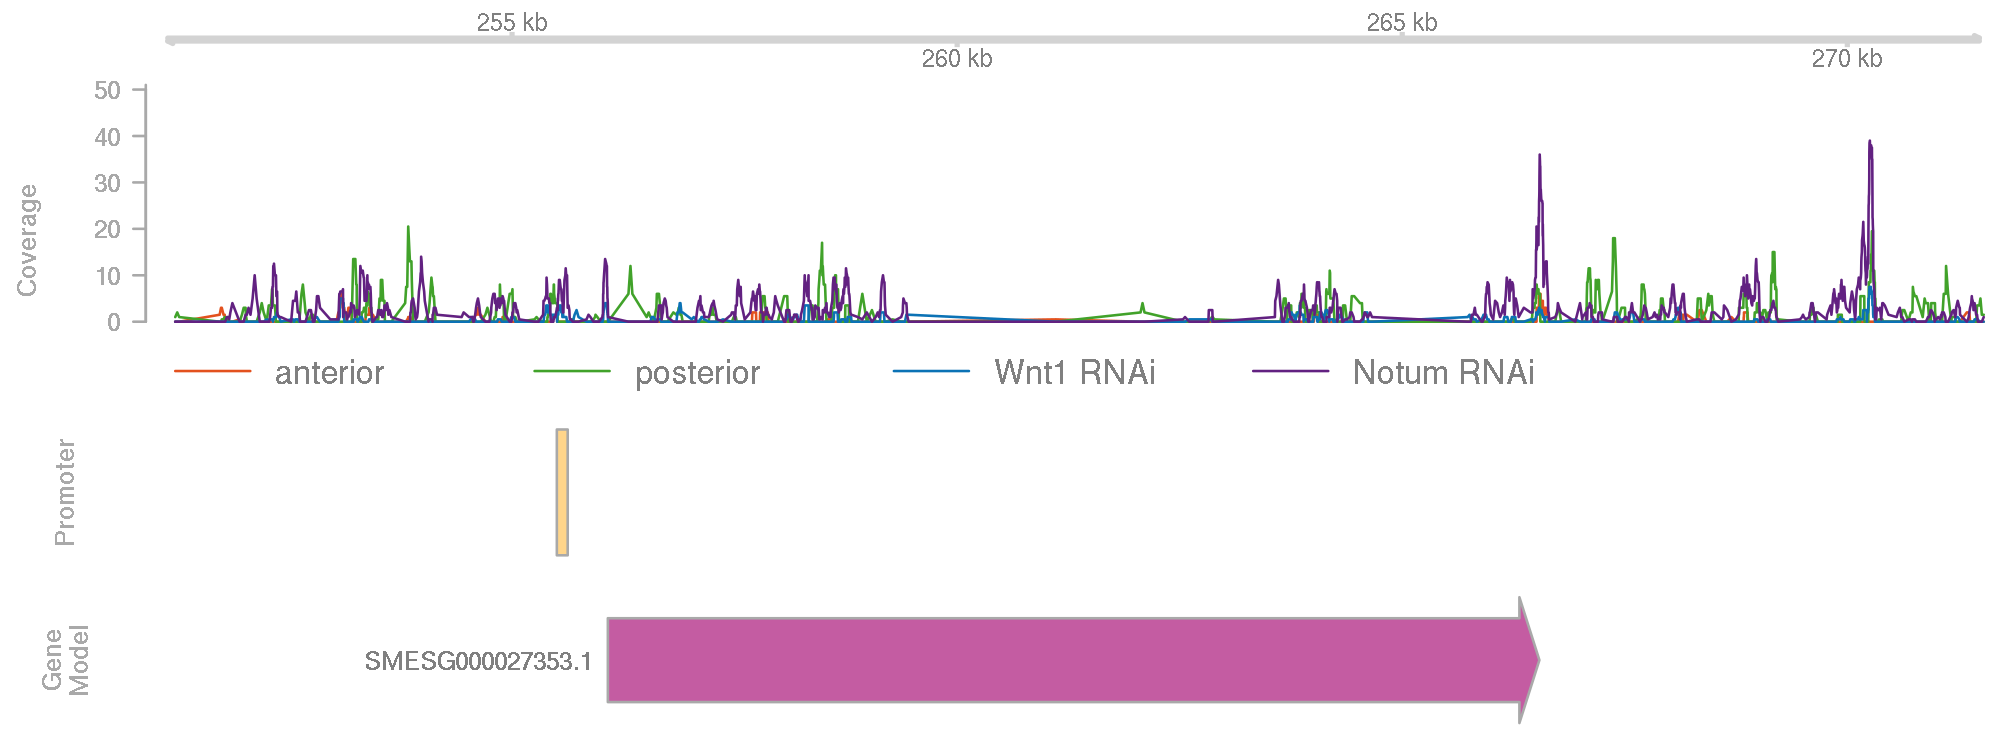 255 kb 265 kb
260 kb 270 kb
Coverage
50
40
30
20
10
0
anterior posterior Wnt1 RNAi Notum RNAi
Promoter
Gene
Model
SMESG000027353.1